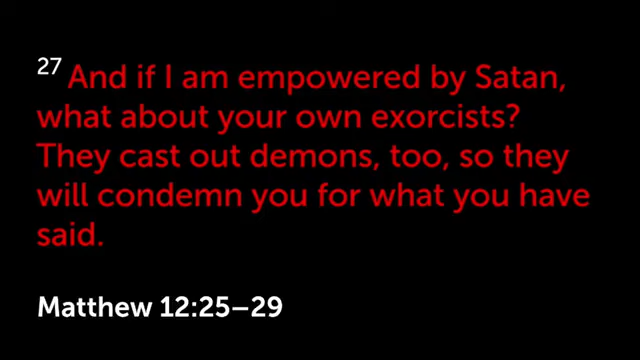 27 And if I am empowered by Satan,
what about your own exorcists?
They cast out demons, too, so they
will condemn you for what you have
said.
Matthew 12:25–29